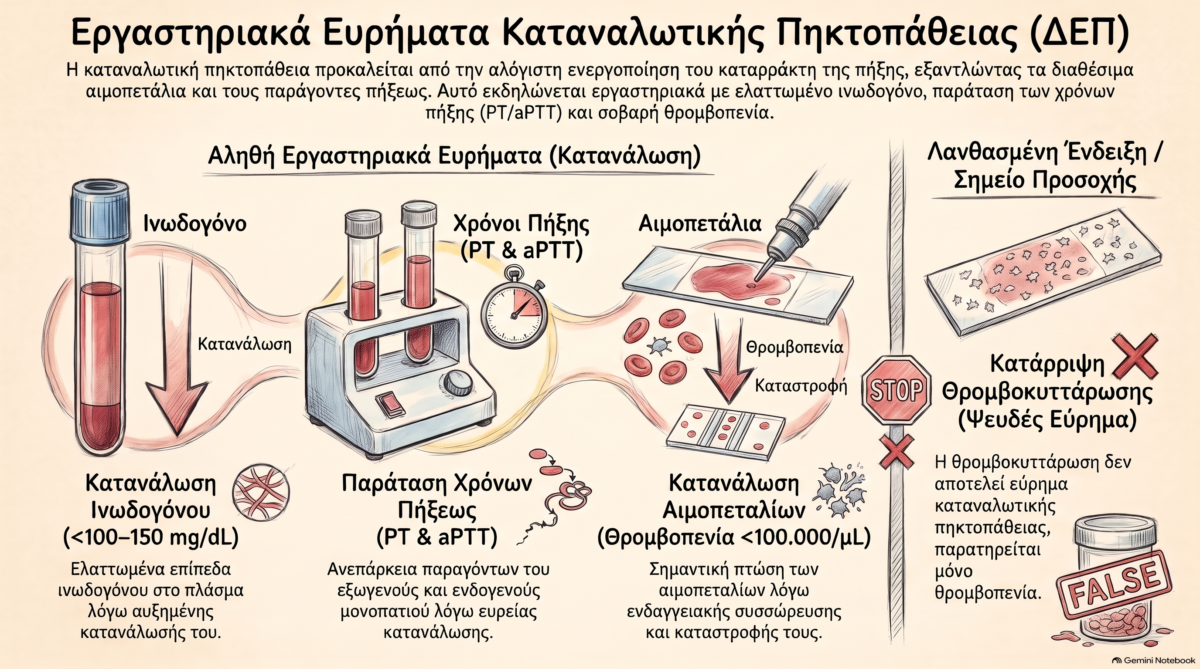 Εργαστηριακά Ευρήματα Καταναλωτικής Πηκτοπάθειας (ΔΕΠ)
Η καταναλωτική πηκτοπάθεια προκαλείται από την αλόγιστη ενεργοποίηση του καταρράκτη της πήξης, εξαντλώντας τα διαθέσιμα
αιμοπετάλια και τους παράγοντες πήξεως. Αυτό εκδηλώνεται εργαστηριακά με ελαττωμένο ινωδογόνο, παράταση των χρόνων
πήξης (PT/aPTT) και σοβαρή θρομβοπενία.
Αληθή Εργαστηριακά Ευρήματα (Κατανάλωση)
Ινωδογόνο
Κατανάλωση
Κατανάλωση
Ινωδογόνου
(<100–150 mg/dL)
Ελαττωμένα επίπεδα
ινωδογόνου στο πλάσμα
λόγω αυξημένης
κατανάλωσής του.
Χρόνοι Πήξης
(PT & aPTT)
Παράταση Χρόνων
Πήξεως
(PT & aPTT)
Ανεπάρκεια παραγόντων του
εξωγενούς και ενδογενούς
μονοπατιού λόγω ευρείας
κατανάλωσης.
Αιμοπετάλια
Θρομβοπενία
Καταστροφή
Κατανάλωση
Αιμοπεταλίων
(Θρομβοπενία <100.000/μL)
Σημαντική πτώση των
αιμοπεταλίων λόγω
ενδαγγειακής συσσώρευσης
και καταστροφής τους.
STOP
Λανθασμένη Ένδειξη /
Σημείο Προσοχής
Κατάρριψη
Θρομβοκυττάρωσης
(Ψευδές Εύρημα)
Η θρομβοκυττάρωση δεν
αποτελεί εύρημα
καταναλωτικής
πηκτοπάθειας,
παρατηρείται
μόνο
θρομβοπενία.
FALSE
Gemini Notebook